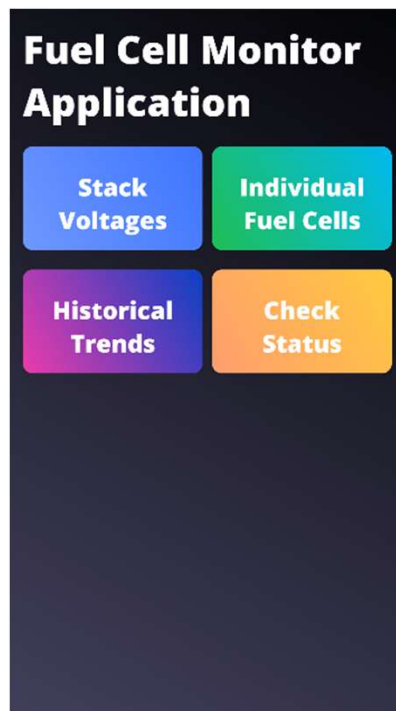 Fuel Cell Monitor
Application
Stack
Voltages
Individual
Fuel Cells
Historical
Trends
Check
Status